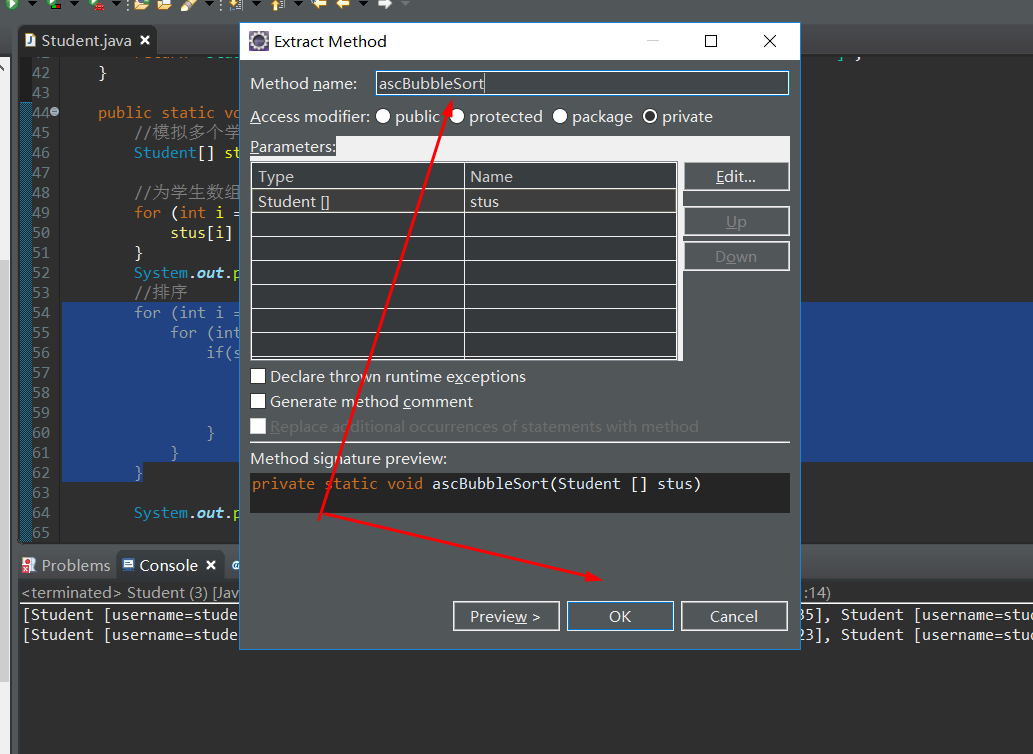 Student.java
Extract Method
42 }
43
44 public static vo
45 //模拟多个学
46 Student[] st
47
48 //为学生数组
49 for (int i =
50 stus[i]
51 }
52 System.out.p
53 //排序
54 for (int i =
55 for (int
56 if(s
57
58
59
60 }
61 }
62 }
63
64 System.out.p
65
Method name: ascBubbleSort
Access modifier: public protected package private
Parameters:
Type Name
Student [] stus
Edit...
Up
Down
Declare thrown runtime exceptions
Generate method comment
Replace additional occurrences of statements with method
Method signature preview:
private static void ascBubbleSort(Student [] stus)
Preview > OK Cancel
Problems Console
<terminated> Student (3) [Jav :14)
[Student [username=stude 35], Student [username=stu
[Student [username=stude 23], Student [username=stu